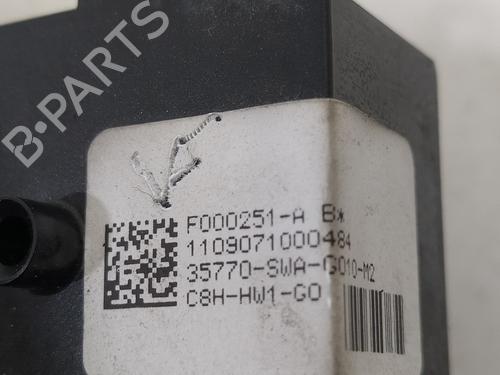 B-PARTS
F000251-A B*
1109071000484
35770-SWA-G010-M2
C8H-HW1-G0